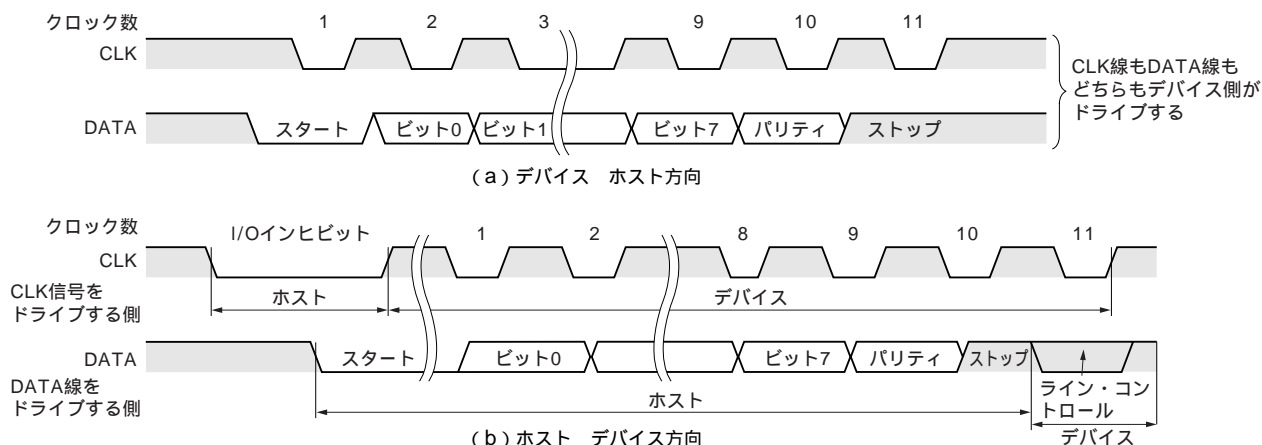 クロック数 1 2 3 9 10 11
CLK
CLK線もDATA線も
どちらもデバイス側が
ドライブする
DATA スタート ビット0 ビット1 ビット7 パリティ ストップ
(a)デバイス ホスト方向
クロック数 I/Oインヒビット 1 2 8 9 10 11
CLK
CLK信号を
ドライブする側
ホスト デバイス
DATA スタート ビット0 ビット7 パリティ ストップ
DATA線を
ドライブする側
ホスト
ライン・コン
トロール
デバイス
(b)ホスト デバイス方向